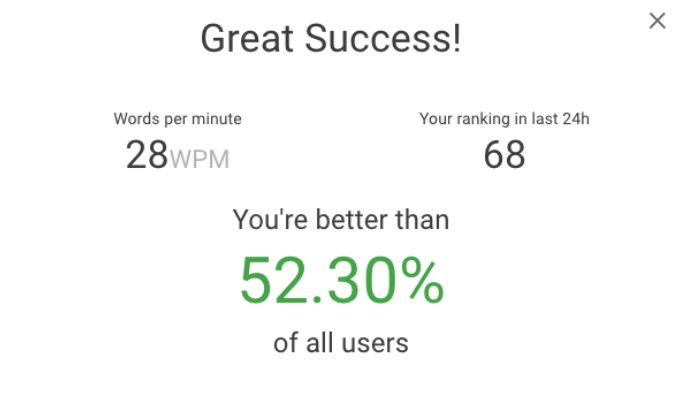 Great Success!
Words per minute
Your ranking in last 24h
28WPM
68
You're better than
52.30%
of all users